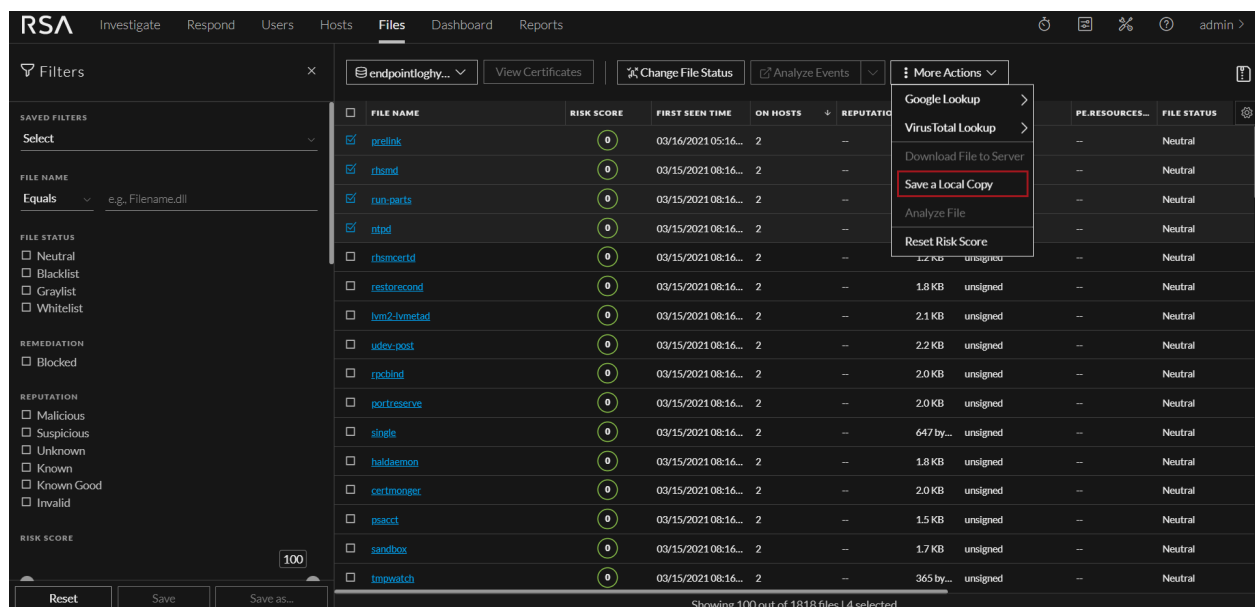 RSA Investigate Respond Users Hosts Files Dashboard Reports admin >
Filters
SAVED FILTERS
Select
FILE NAME
Equals e.g., Filename.dll
FILE STATUS
Neutral
Blacklist
Graylist
Whitelist
REMEDIATION
Blocked
REPUTATION
Malicious
Suspicious
Unknown
Known
Known Good
Invalid
RISK SCORE
100
Reset Save Save as...
endpointloghy... View Certificates Change File Status Analyze Events More Actions
Google Lookup
VirusTotal Lookup
Download File to Server
Save a Local Copy
Analyze File
Reset Risk Score
FILE NAME RISK SCORE FIRST SEEN TIME ON HOSTS REPUTATIO PE.RESOURCES... FILE STATUS
prelink 0 03/16/2021 05:16... 2 -- -- Neutral
rhsmd 0 03/15/2021 08:16... 2 -- -- Neutral
run-parts 0 03/15/2021 08:16... 2 -- -- Neutral
ntpd 0 03/15/2021 08:16... 2 -- -- Neutral
rhsmcertd 0 03/15/2021 08:16... 2 -- 1.2 KB unsigned -- Neutral
restorecond 0 03/15/2021 08:16... 2 -- 1.8 KB unsigned -- Neutral
lvm2-lvmetad 0 03/15/2021 08:16... 2 -- 2.1 KB unsigned -- Neutral
udev-post 0 03/15/2021 08:16... 2 -- 2.2 KB unsigned -- Neutral
rpcbind 0 03/15/2021 08:16... 2 -- 2.0 KB unsigned -- Neutral
portreserve 0 03/15/2021 08:16... 2 -- 2.0 KB unsigned -- Neutral
single 0 03/15/2021 08:16... 2 -- 647 by... unsigned -- Neutral
haldaemon 0 03/15/2021 08:16... 2 -- 1.8 KB unsigned -- Neutral
certmonger 0 03/15/2021 08:16... 2 -- 2.0 KB unsigned -- Neutral
psacct 0 03/15/2021 08:16... 2 -- 1.5 KB unsigned -- Neutral
sandbox 0 03/15/2021 08:16... 2 -- 1.7 KB unsigned -- Neutral
tmpwatch 0 03/15/2021 08:16... 2 -- 365 by... unsigned -- Neutral
Showing 100 out of 1818 files | 4 selected